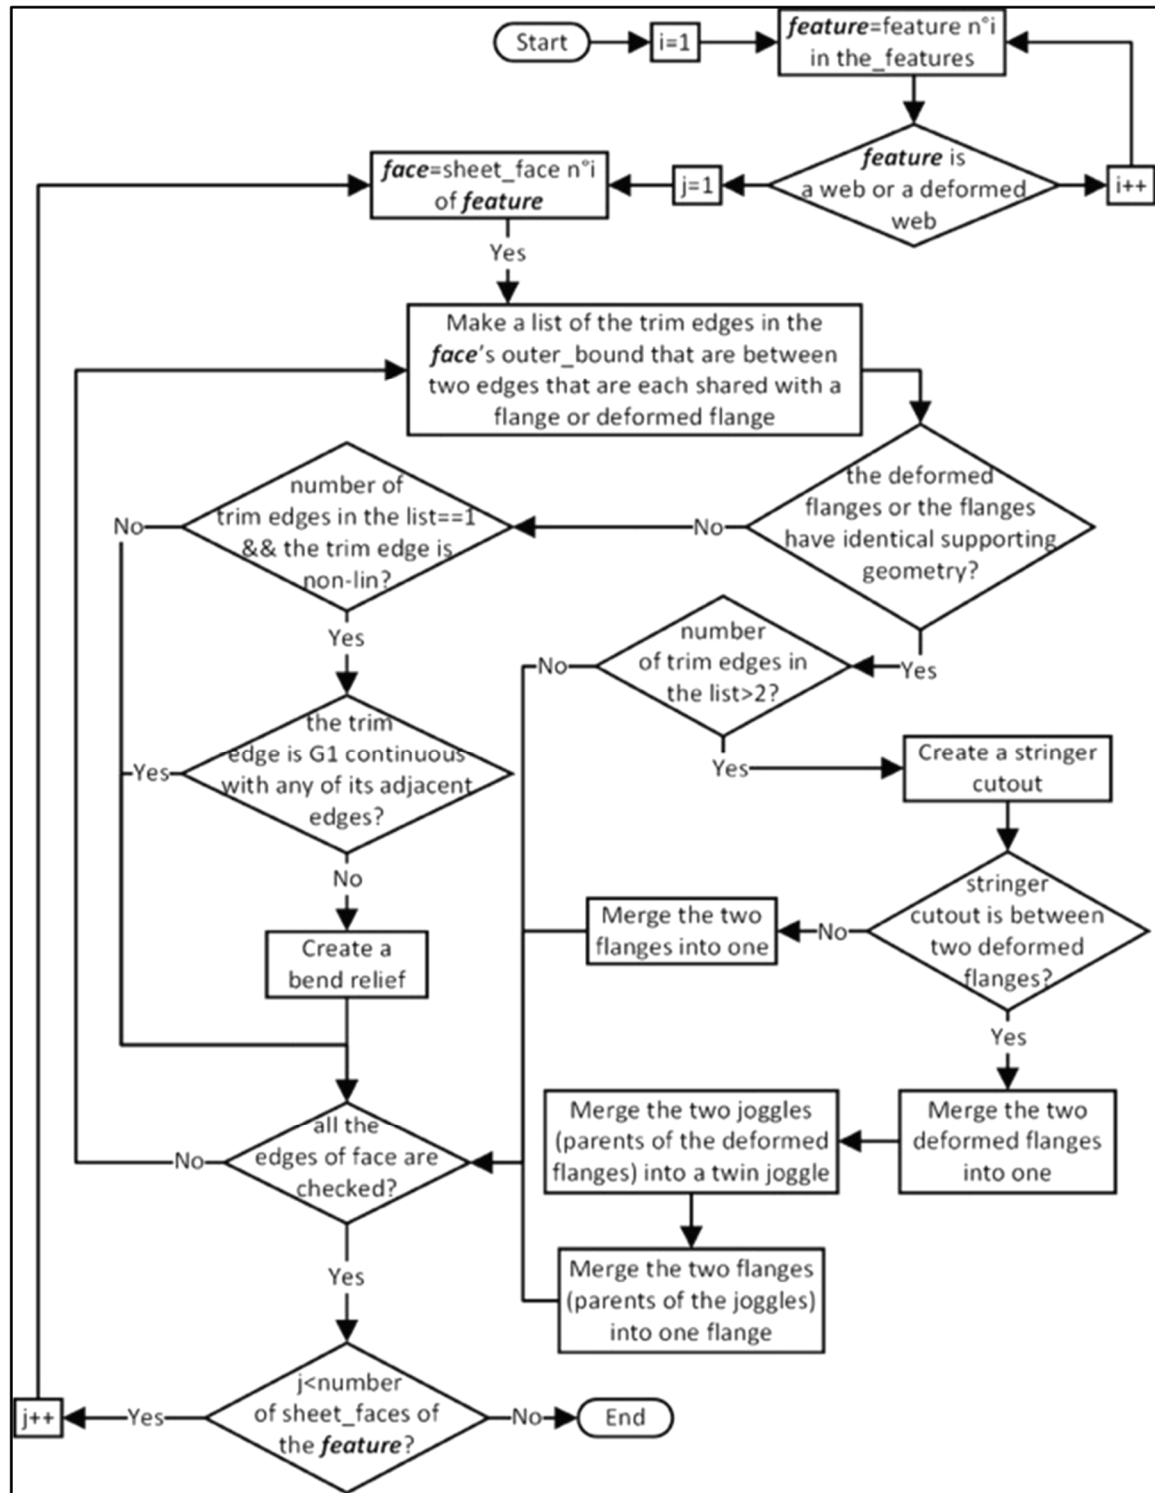 Start
i=1
feature=feature n°i
in the_features
feature is
a web or a deformed
web
i++
j=1
face=sheet_face n°i
of feature
Yes
Make a list of the trim edges in the
face's outer_bound that are between
two edges that are each shared with a
flange or deformed flange
the deformed
flanges or the flanges
have identical supporting
geometry?
No
number of
trim edges in the list==1
&& the trim edge is
non-lin?
No
Yes
number
of trim edges in
the list>2?
Yes
No
the trim
edge is G1 continuous
with any of its adjacent
edges?
Yes
Yes
Create a stringer
cutout
No
stringer
cutout is between
two deformed
flanges?
Merge the two
flanges into one
No
Create a
bend relief
Yes
Merge the two joggles
(parents of the deformed
flanges) into a twin joggle
Merge the two
deformed flanges
into one
all the
edges of face are
checked?
No
Yes
Merge the two flanges
(parents of the joggles)
into one flange
j<number
of sheet_faces of
the feature?
j++
Yes
No
End